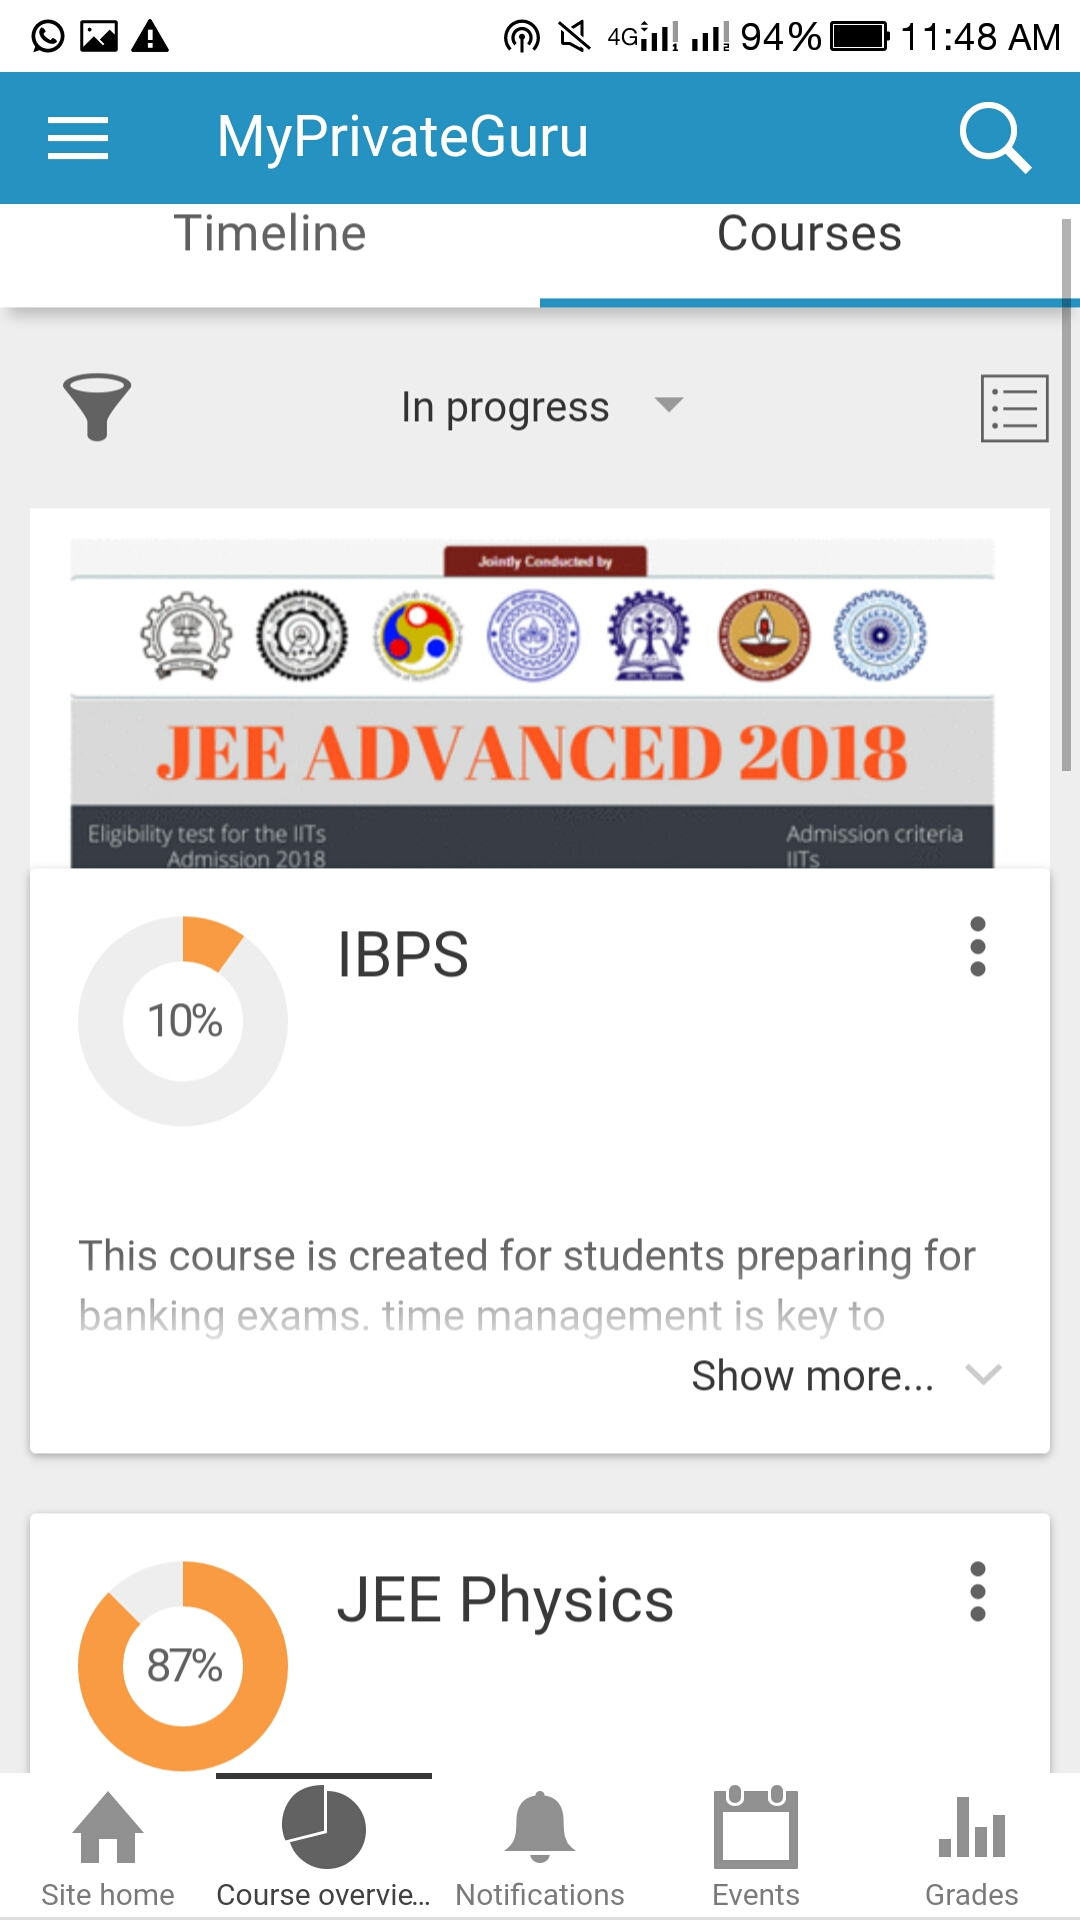 4G 1 2 94% 11:48 AM
MyPrivateGuru
Timeline Courses
In progress
Jointly Conducted by
JEE ADVANCED 2018
Eligibility test for the IITs Admission criteria
Admission 2018 IITs
IBPS
10%
This course is created for students preparing for
banking exams. time management is key to
Show more...
JEE Physics
87%
Site home Course overvie... Notifications Events Grades